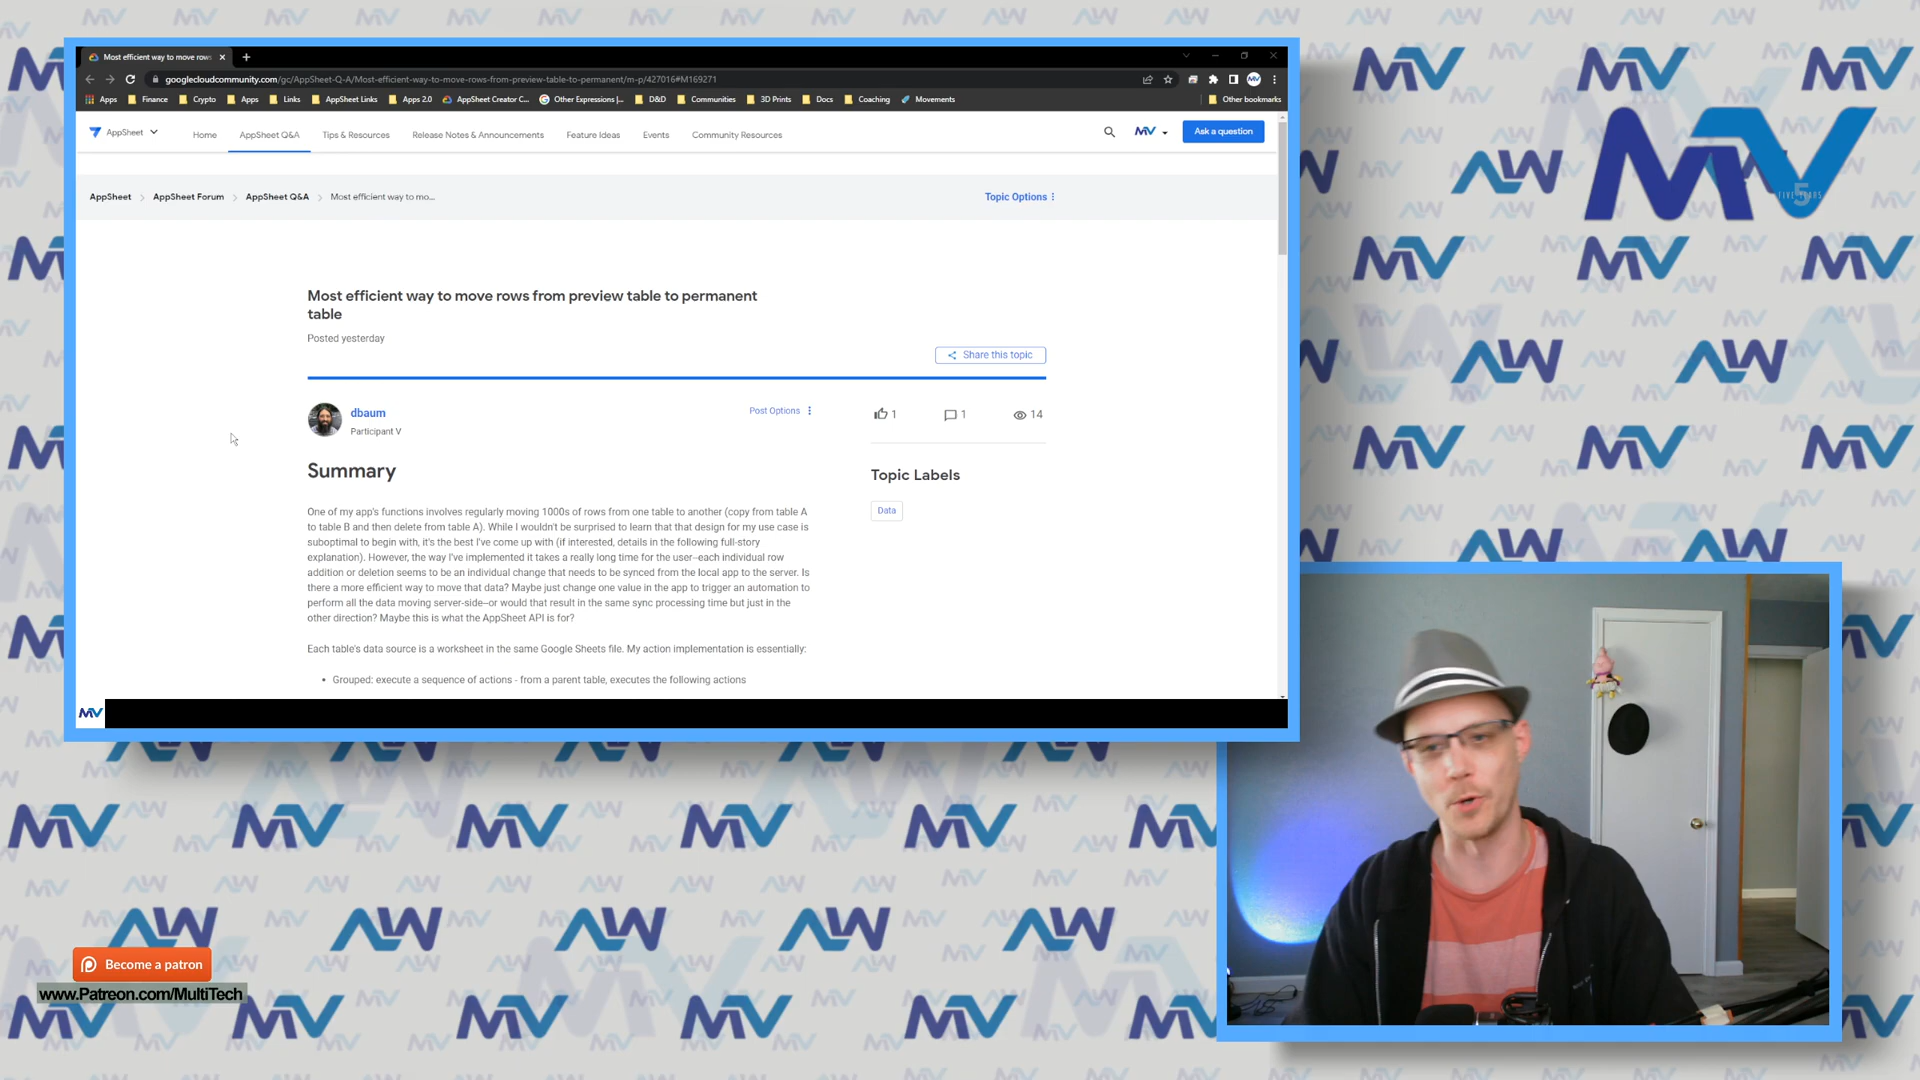 Most efficient way to move rows
googlecloudcommunity.com/gc/AppSheet-Q-A/Most-efficient-way-to-move-rows-from-preview-table-to-permanent/m-p/427016#M169271
Apps Finance Crypto Apps Links AppSheet Links Apps 2.0 AppSheet Creator C... Other Expressions |... D&D Communities 3D Prints Docs Coaching Movements Other bookmarks
AppSheet Home AppSheet Q&A Tips & Resources Release Notes & Announcements Feature Ideas Events Community Resources MV Ask a question
AppSheet AppSheet Forum AppSheet Q&A Most efficient way to mo... Topic Options
Most efficient way to move rows from preview table to permanent
table
Posted yesterday
Share this topic
dbaum
Participant V
Post Options
1 1 14
Summary
Topic Labels
Data
One of my app's functions involves regularly moving 1000s of rows from one table to another (copy from table A
to table B and then delete from table A). While I wouldn't be surprised to learn that that design for my use case is
suboptimal to begin with, it's the best I've come up with (if interested, details in the following full-story
explanation). However, the way I've implemented it takes a really long time for the user--each individual row
addition or deletion seems to be an individual change that needs to be synced from the local app to the server. Is
there a more efficient way to move that data? Maybe just change one value in the app to trigger an automation to
perform all the data moving server-side--or would that result in the same sync processing time but just in the
other direction? Maybe this is what the AppSheet API is for?
Each table's data source is a worksheet in the same Google Sheets file. My action implementation is essentially:
• Grouped: execute a sequence of actions - from a parent table, executes the following actions
MV
MV
FIVE YEARS
5
Become a patron
www.Patreon.com/MultiTech